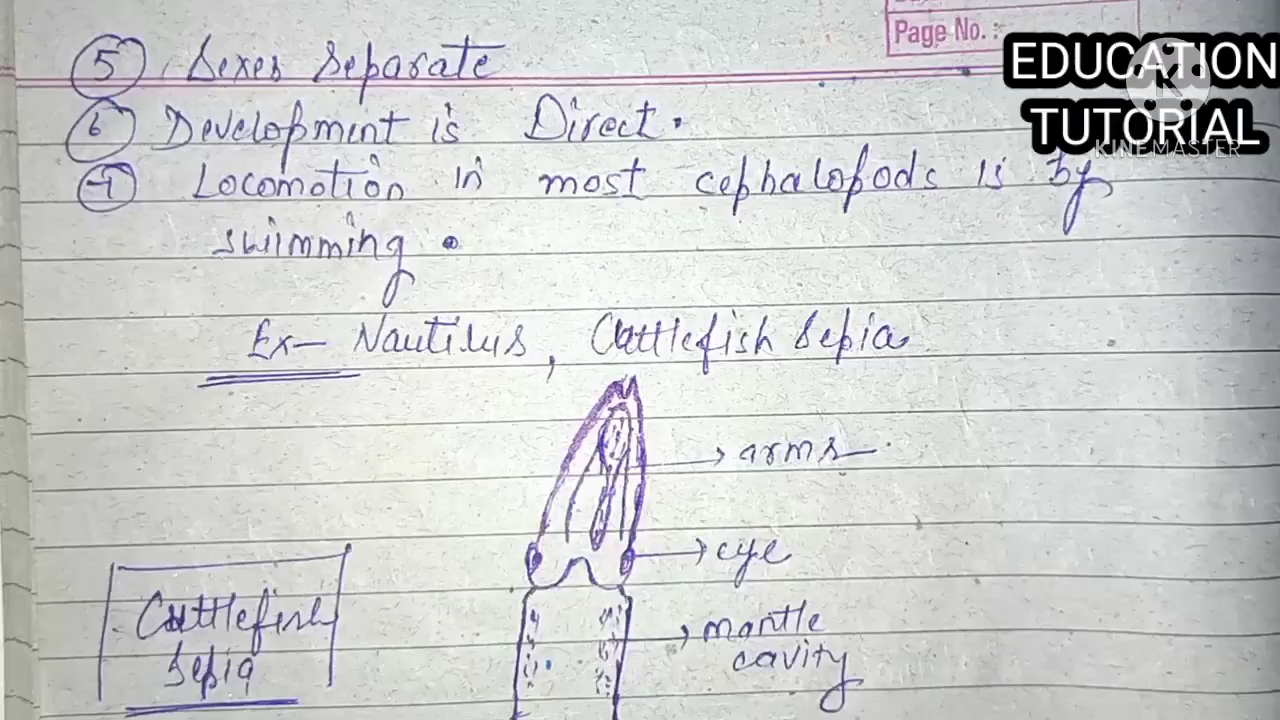 Page No. :
EDUCATION
TUTORIAL
KINEMASTER
5 Sexes Separate
6 Development is Direct.
7 Locomotion in most cephalopods is by
swimming.
Ex- Nautilus, Cuttlefish Sepia
arms
eye
mantle
cavity
Cuttlefish
Sepia